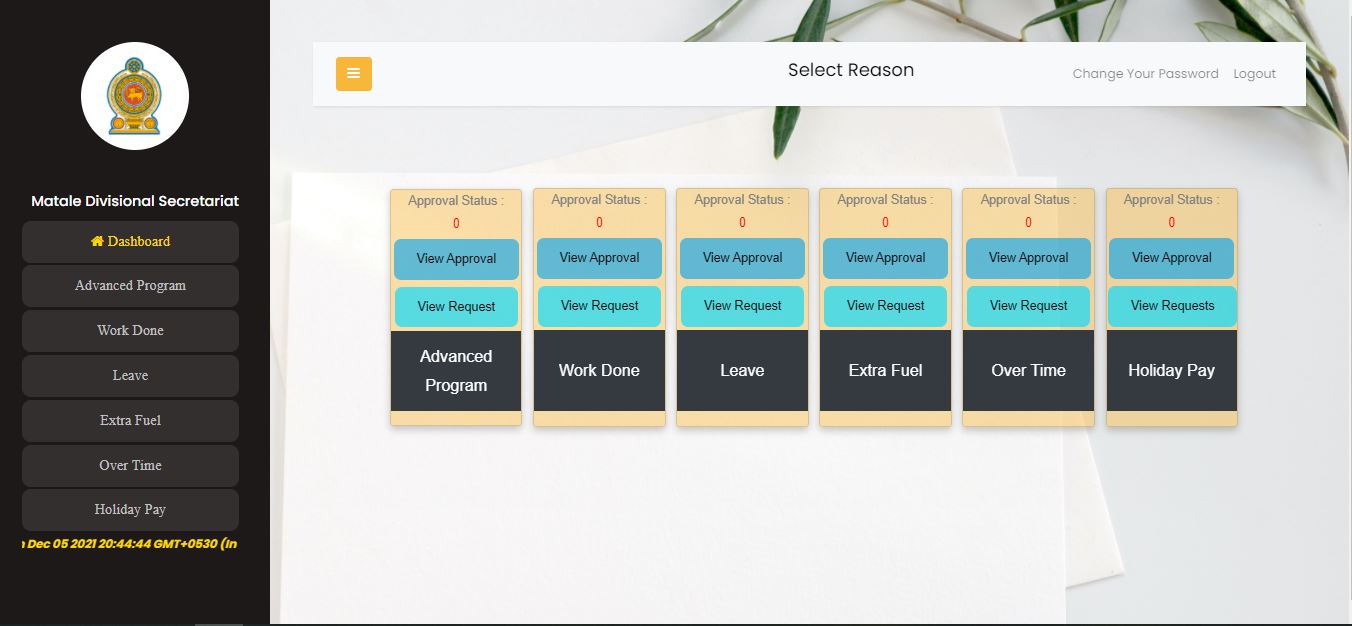 Matale Divisional Secretariat
Dashboard
Advanced Program
Work Done
Leave
Extra Fuel
Over Time
Holiday Pay
Dec 05 2021 20:44:44 GMT+0530 (In
Select Reason
Change Your Password Logout
Approval Status :
0
View Approval
View Request
Advanced
Program
Approval Status :
0
View Approval
View Request
Work Done
Approval Status :
0
View Approval
View Request
Leave
Approval Status :
0
View Approval
View Request
Extra Fuel
Approval Status :
0
View Approval
View Request
Over Time
Approval Status :
0
View Approval
View Requests
Holiday Pay